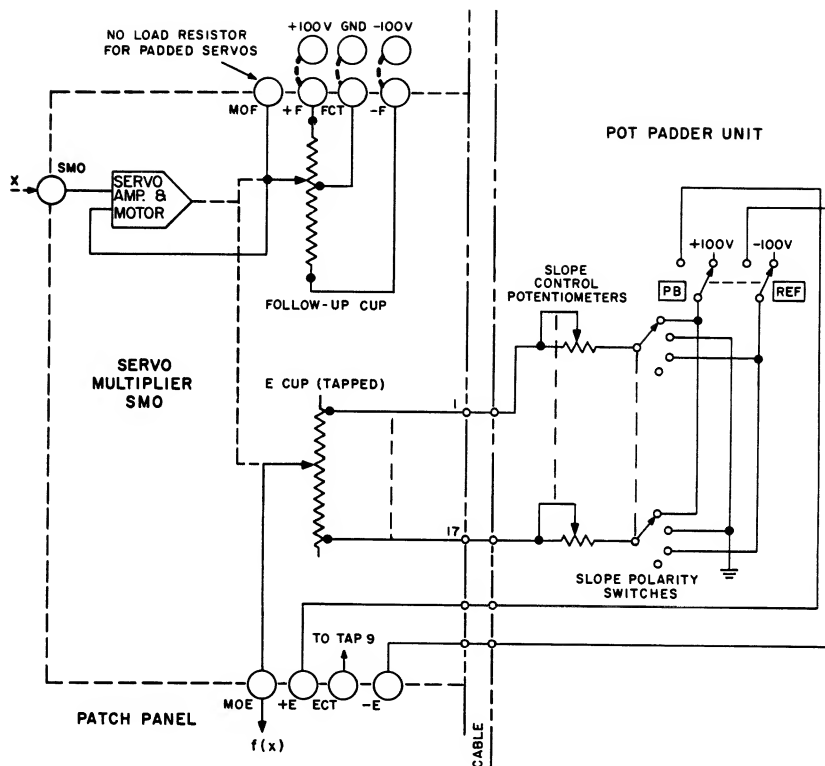 NO LOAD RESISTOR
FOR PADDED SERVOS
+100V GND -100V
MOF +F FCT -F
POT PADDER UNIT
X
SMO
SERVO
AMP. &
MOTOR
FOLLOW-UP CUP
+100V -100V
PB REF
SLOPE
CONTROL
POTENTIOMETERS
SERVO
MULTIPLIER
SMO
E CUP (TAPPED)
1
17
SLOPE POLARITY
SWITCHES
TO TAP 9
MOE +E ECT -E
PATCH PANEL
f(x)
CABLE